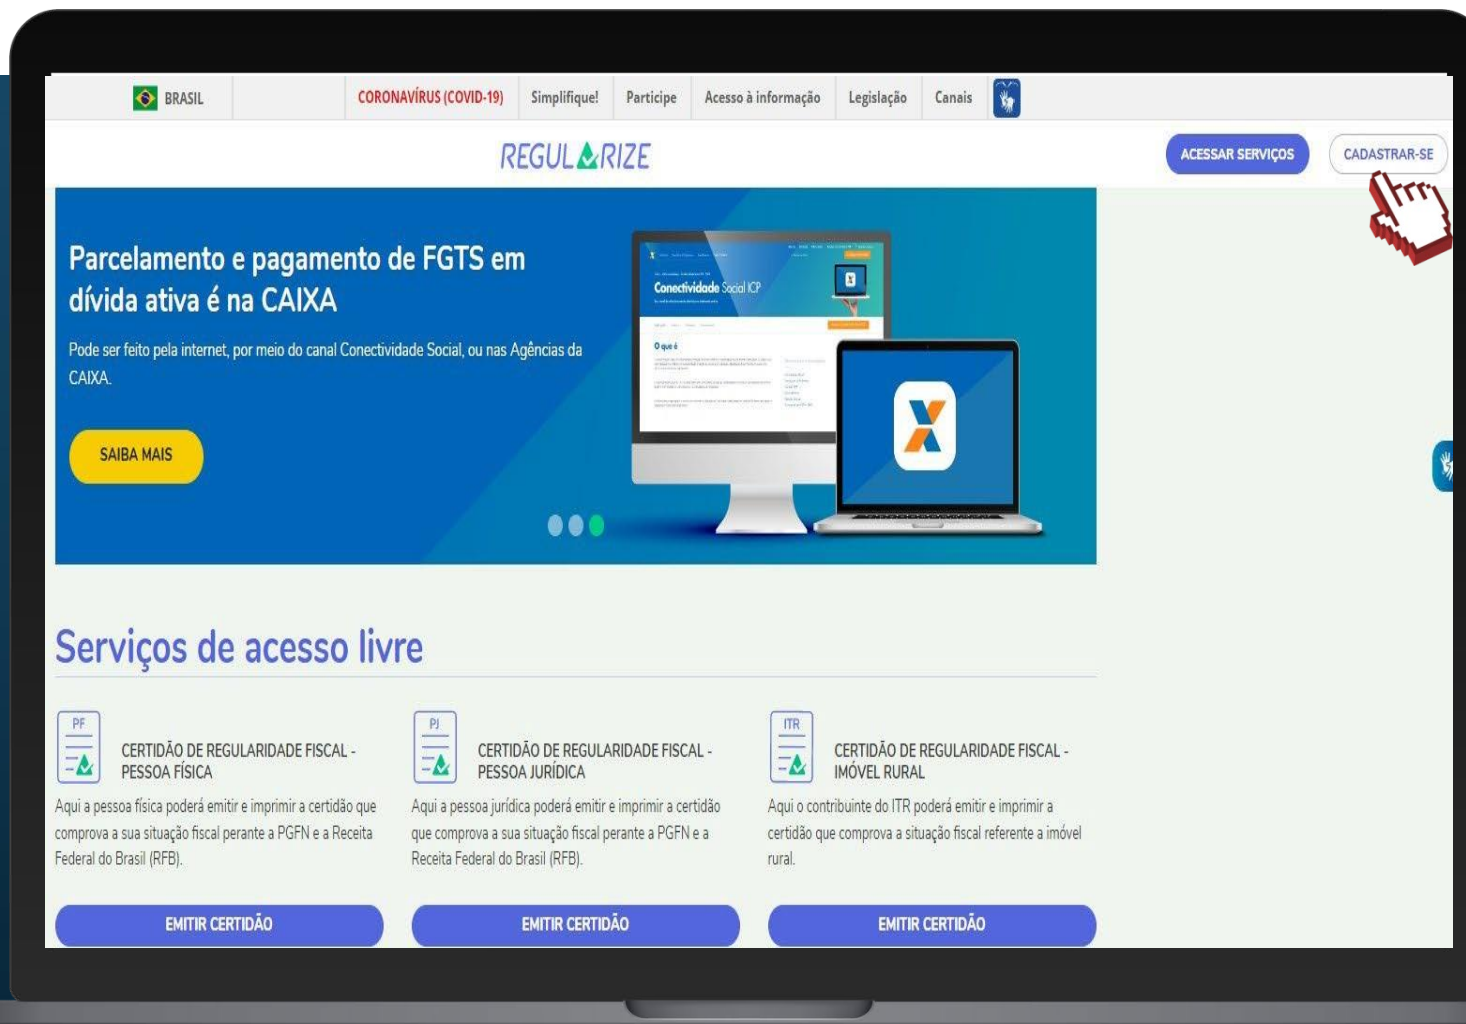 BRASIL
CORONAVÍRUS (COVID-19) Simplifique! Participe Acesso à informação Legislação Canais
REGULARIZE
ACESSAR SERVIÇOS
CADASTRAR-SE
Parcelamento e pagamento de FGTS em
dívida ativa é na CAIXA
Pode ser feito pela internet, por meio do canal Conectividade Social, ou nas Agências da
CAIXA.
SAIBA MAIS
Conectividade Social ICP
O que é
Serviços de acesso livre
PF
CERTIDÃO DE REGULARIDADE FISCAL -
PESSOA FÍSICA
Aqui a pessoa física poderá emitir e imprimir a certidão que
comprova a sua situação fiscal perante a PGFN e a Receita
Federal do Brasil (RFB).
EMITIR CERTIDÃO
PJ
CERTIDÃO DE REGULARIDADE FISCAL -
PESSOA JURÍDICA
Aqui a pessoa jurídica poderá emitir e imprimir a certidão
que comprova a sua situação fiscal perante a PGFN e a
Receita Federal do Brasil (RFB).
EMITIR CERTIDÃO
ITR
CERTIDÃO DE REGULARIDADE FISCAL -
IMÓVEL RURAL
Aqui o contribuinte do ITR poderá emitir e imprimir a
certidão que comprova a situação fiscal referente a imóvel
rural.
EMITIR CERTIDÃO